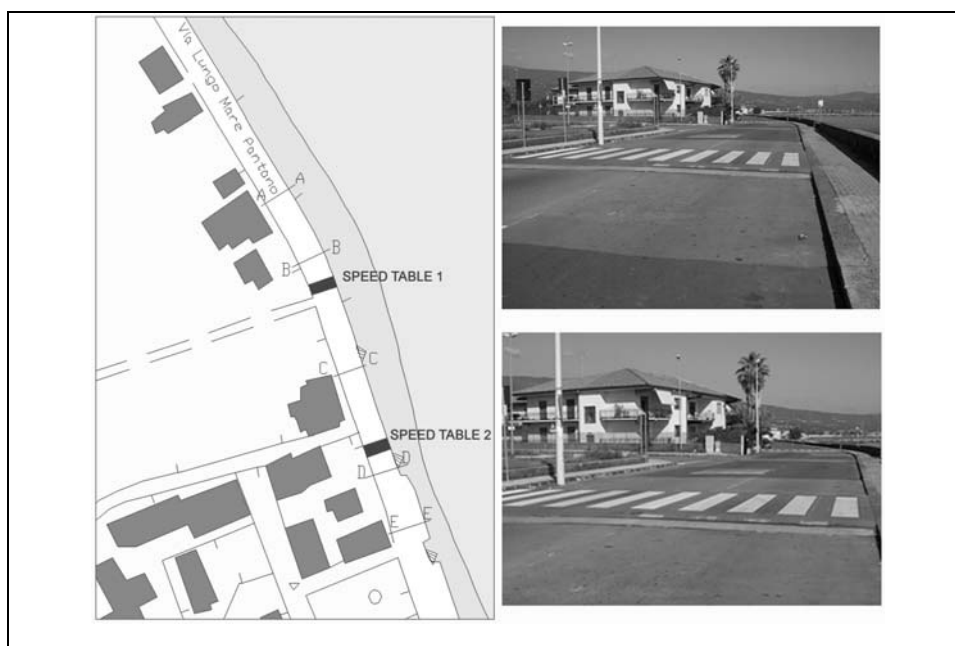 Via Lungo Mare Pantano
A
A
B
B
SPEED TABLE 1
C
C
SPEED TABLE 2
D
D
E
E